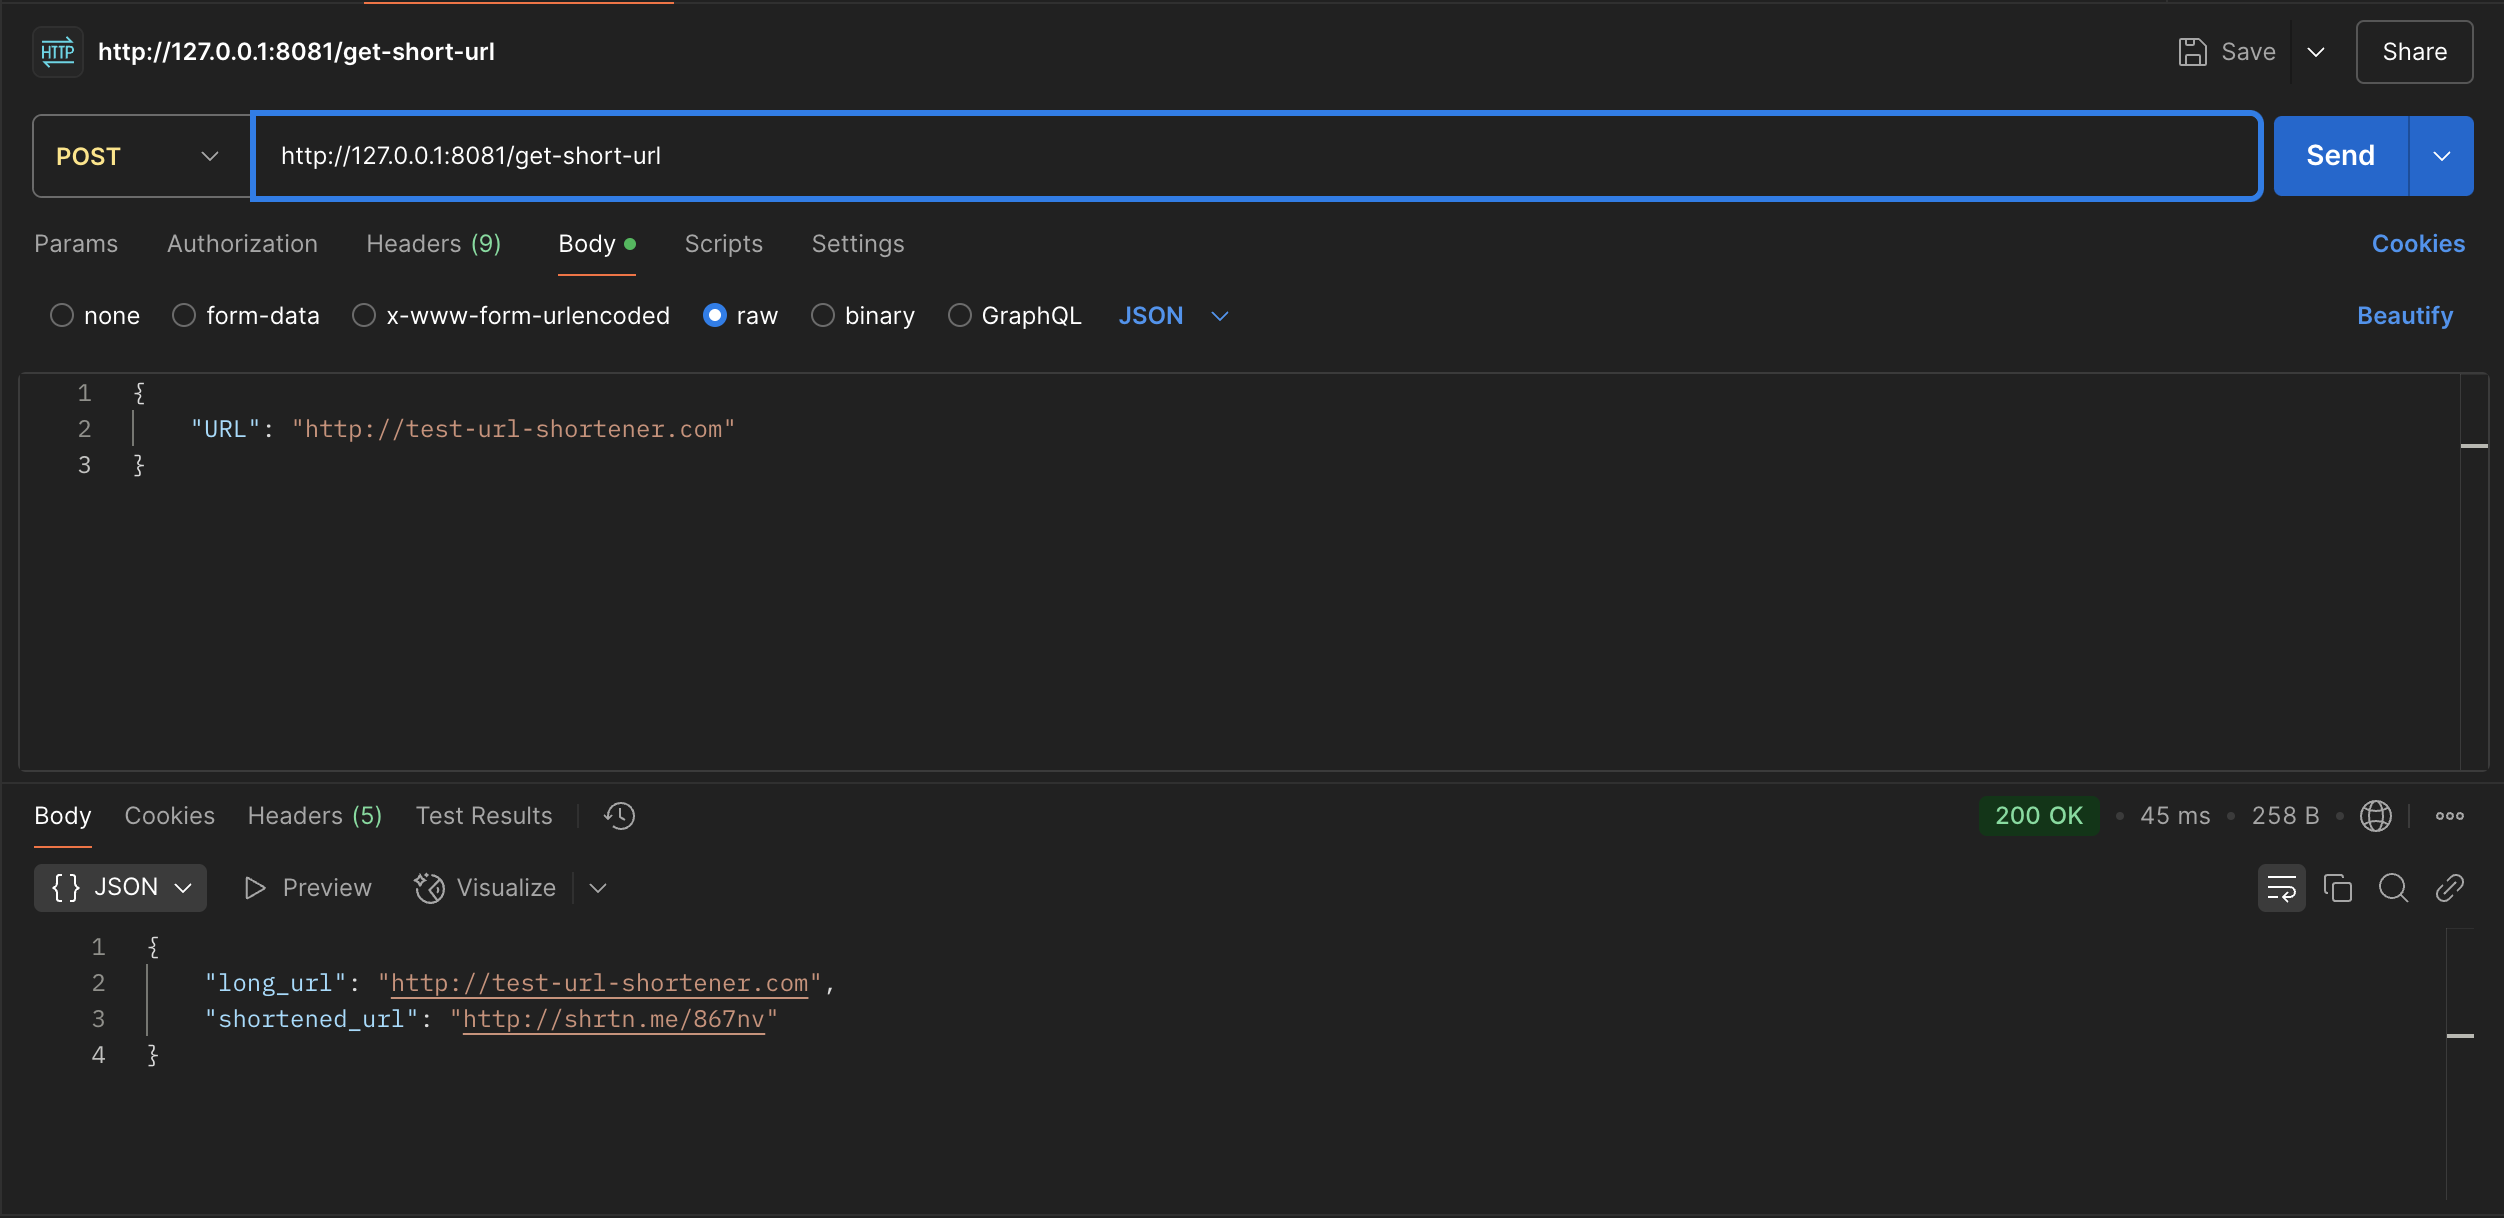 HTTP http://127.0.0.1:8081/get-short-url Save Share
POST http://127.0.0.1:8081/get-short-url Send
Params Authorization Headers (9) Body Scripts Settings Cookies
none form-data x-www-form-urlencoded raw binary GraphQL JSON Beautify
1 {
2 "URL": "http://test-url-shortener.com"
3 }
Body Cookies Headers (5) Test Results 200 OK • 45 ms • 258 B •
{} JSON Preview Visualize
1 {
2 "long_url": "http://test-url-shortener.com",
3 "shortened_url": "http://shrtn.me/867nv"
4 }